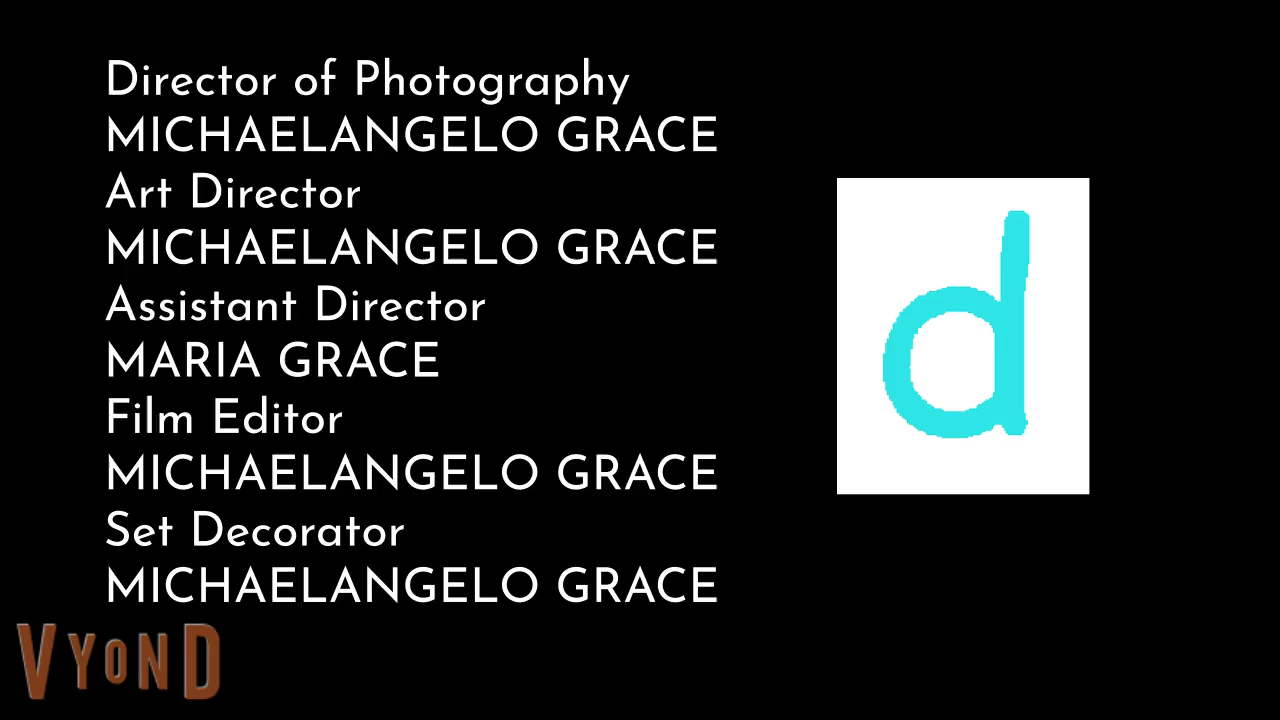 Director of Photography
MICHAELANGELO GRACE
Art Director
MICHAELANGELO GRACE
Assistant Director
MARIA GRACE
Film Editor
MICHAELANGELO GRACE
Set Decorator
MICHAELANGELO GRACE
d
VYOND